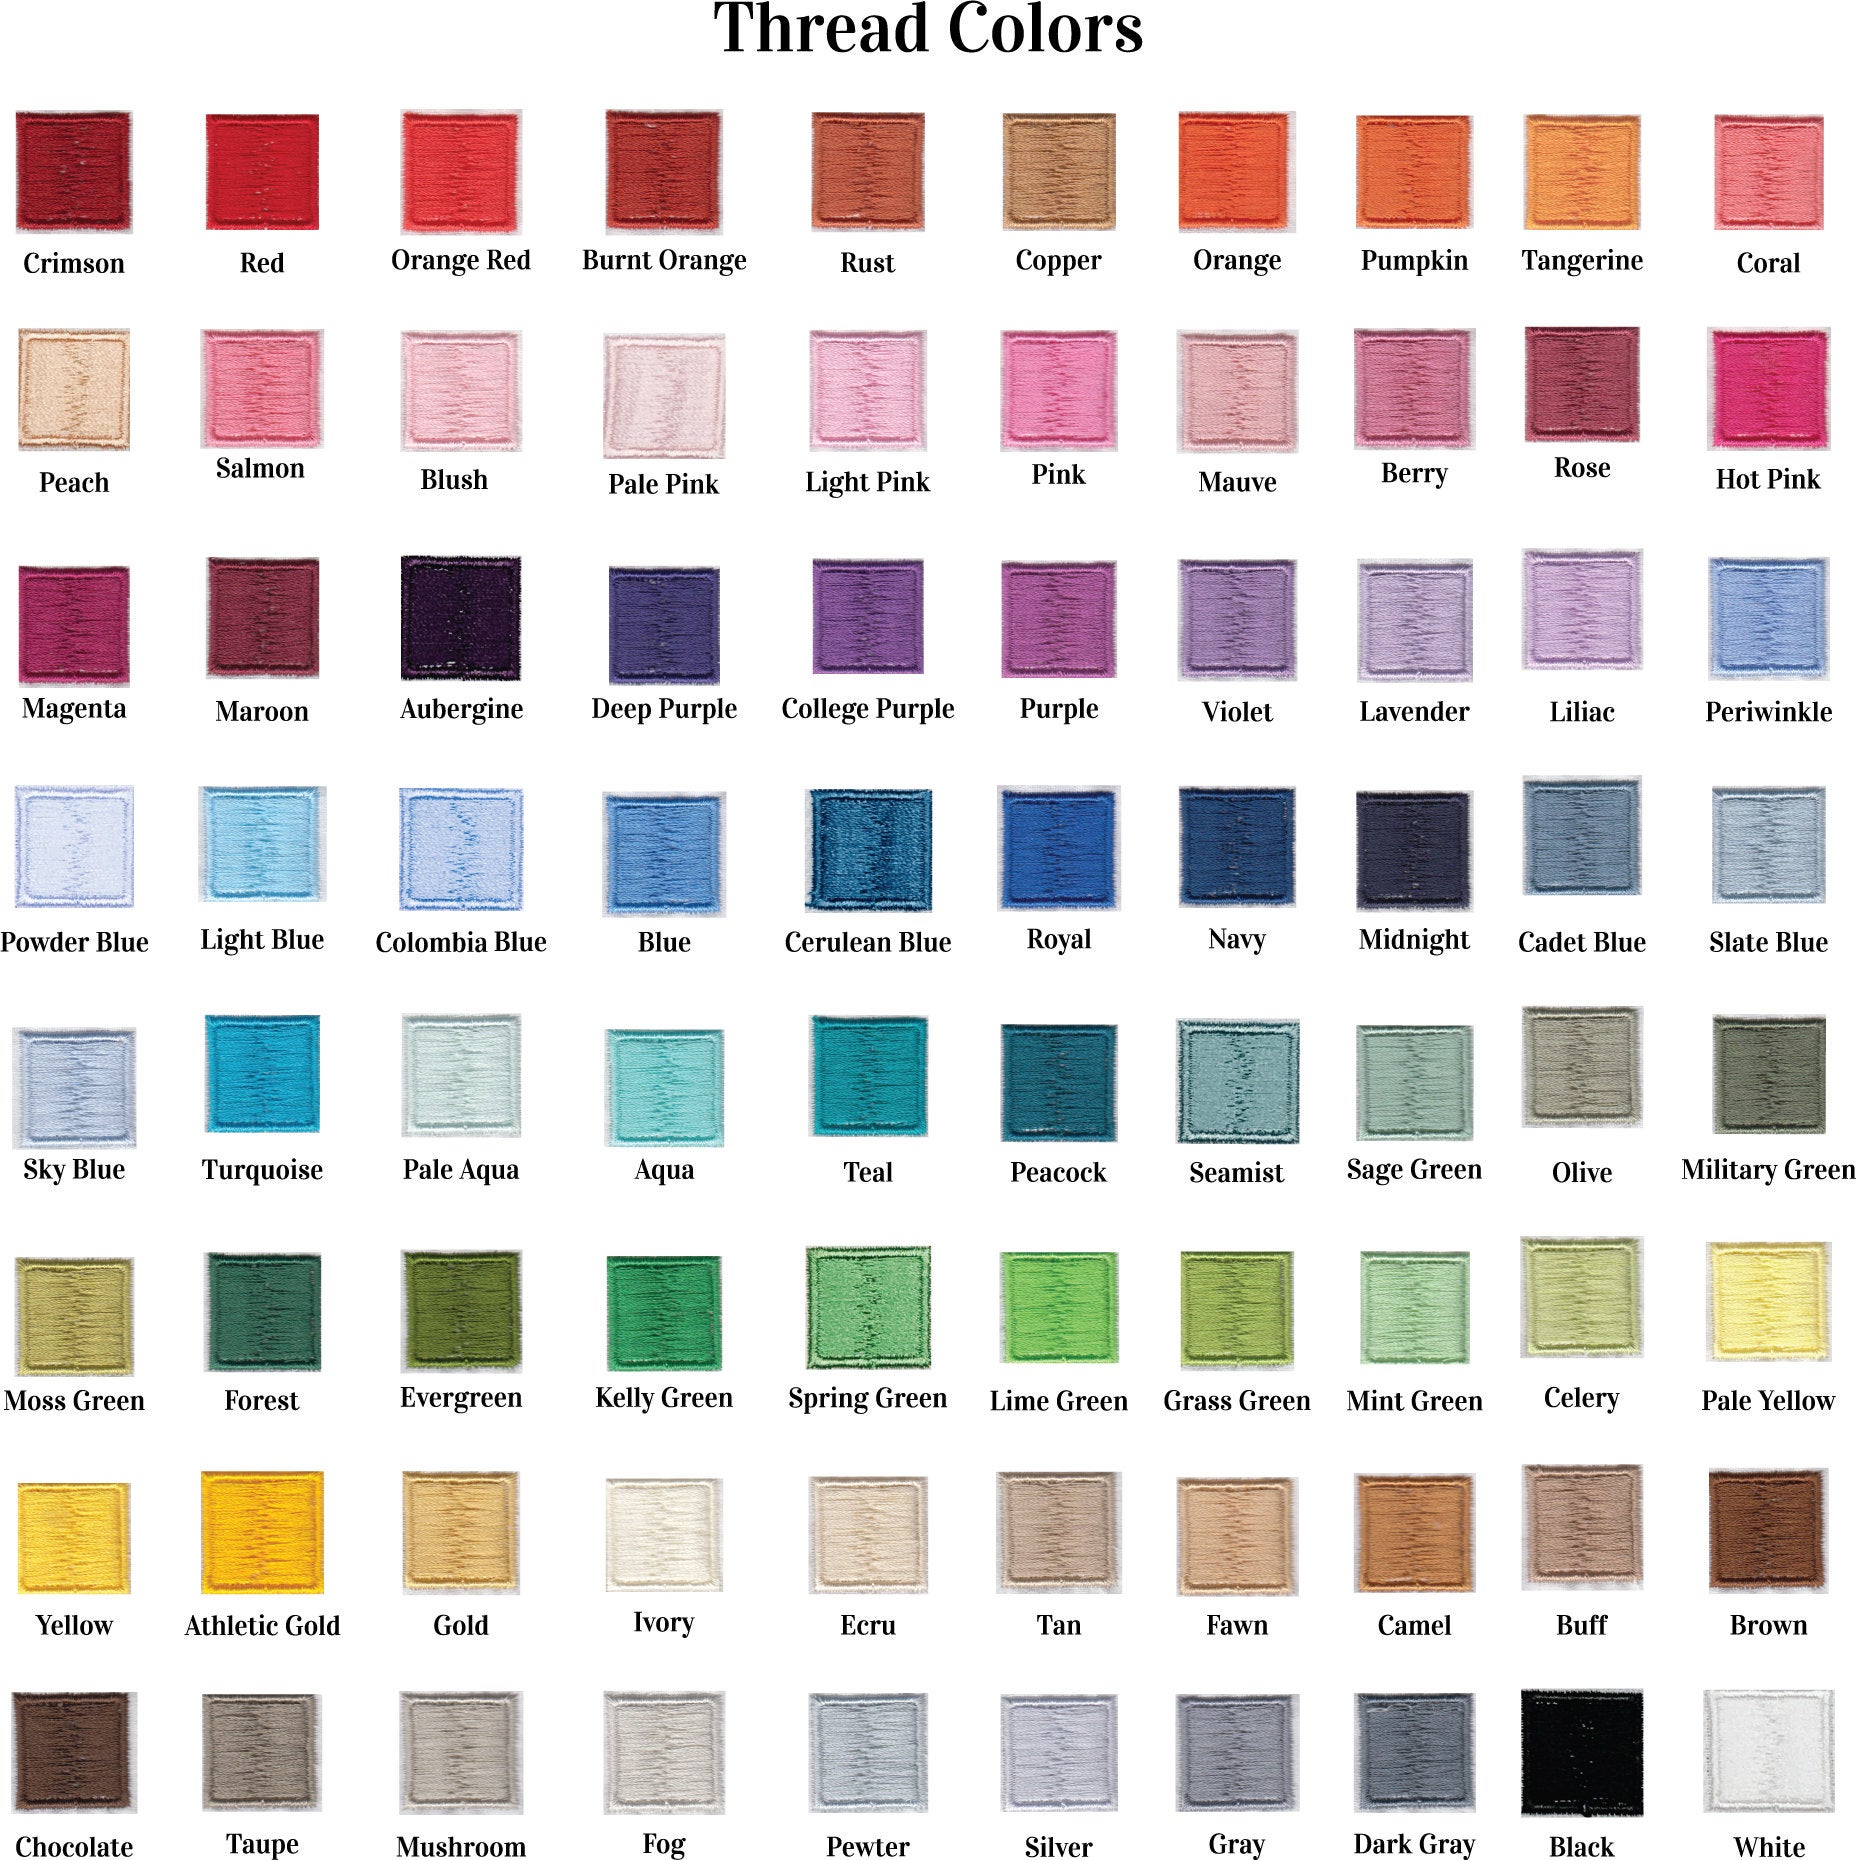 Thread Colors
Crimson Red Orange Red Burnt Orange Rust Copper Orange Pumpkin Tangerine Coral
Peach Salmon Blush Pale Pink Light Pink Pink Mauve Berry Rose Hot Pink
Magenta Maroon Aubergine Deep Purple College Purple Purple Violet Lavender Liliac Periwinkle
Powder Blue Light Blue Colombia Blue Blue Cerulean Blue Royal Navy Midnight Cadet Blue Slate Blue
Sky Blue Turquoise Pale Aqua Aqua Teal Peacock Seamist Sage Green Olive Military Green
Moss Green Forest Evergreen Kelly Green Spring Green Lime Green Grass Green Mint Green Celery Pale Yellow
Yellow Athletic Gold Gold Ivory Ecru Tan Fawn Camel Buff Brown
Chocolate Taupe Mushroom Fog Pewter Silver Gray Dark Gray Black White